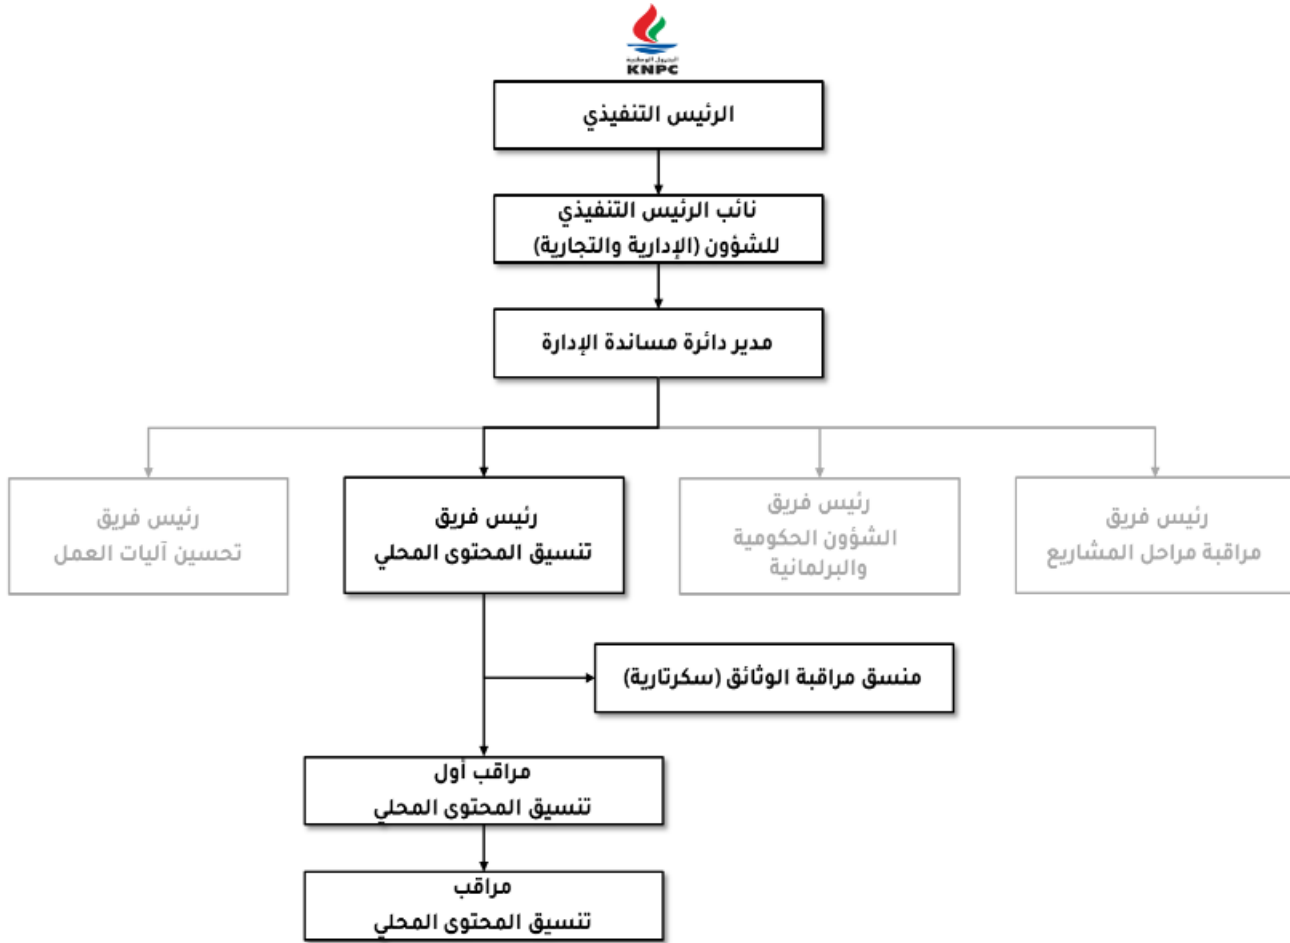 البترول الوطنية
KNPC
الرئيس التنفيذي
نائب الرئيس التنفيذي
للشؤون (الإدارية والتجارية)
مدير دائرة مساندة الإدارة
رئيس فريق
مراقبة مراحل المشاريع
رئيس فريق
الشؤون الحكومية
والبرلمانية
رئيس فريق
تنسيق المحتوى المحلي
رئيس فريق
تحسين آليات العمل
منسق مراقبة الوثائق (سكرتارية)
مراقب أول
تنسيق المحتوى المحلي
مراقب
تنسيق المحتوى المحلي